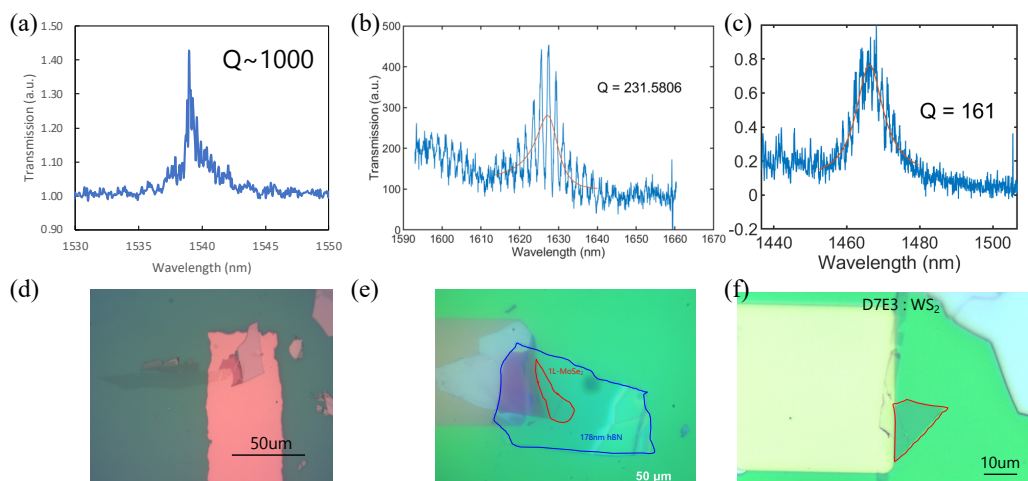 (a)
1.50
1.40
1.30
1.20
1.10
1.00
0.90
Transmission (a.u.)
Q~1000
1530
1535
1540
1545
1550
Wavelength (nm)
(b)
500
400
300
200
100
0
Transmission (a.u.)
Q = 231.5806
1590
1600
1610
1620
1630
1640
1650
1660
1670
Wavelength (nm)
(c)
0.8
0.6
0.4
0.2
0
-0.2
Transmission (a.u.)
Q = 161
1440
1460
1480
1500
Wavelength (nm)
(d)
50um
(e)
1L-MoSe₂
178nm hBN
50 µm
(f)
D7E3 : WS₂
10um